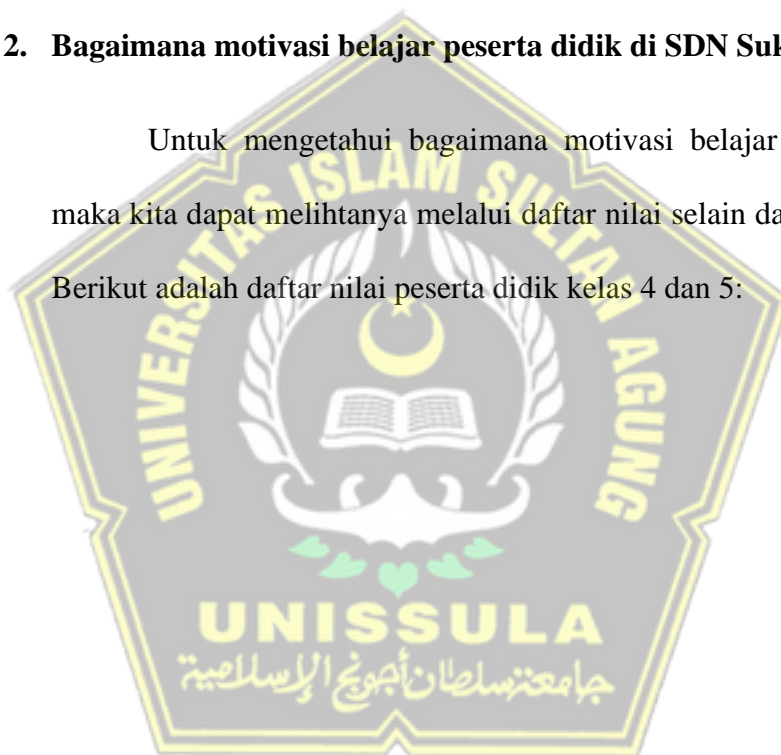 2. Bagaimana motivasi belajar peserta didik di SDN
Untuk mengetahui bagaimana motivasi belajar
maka kita dapat melihtanya melalui daftar nilai selain
Berikut adalah daftar nilai peserta didik kelas 4 dan 5:
UNIVERSITAS ISLAM SULTAN AGUNG
UNISSULA
جامعة سلطان أجونج الإسلامية